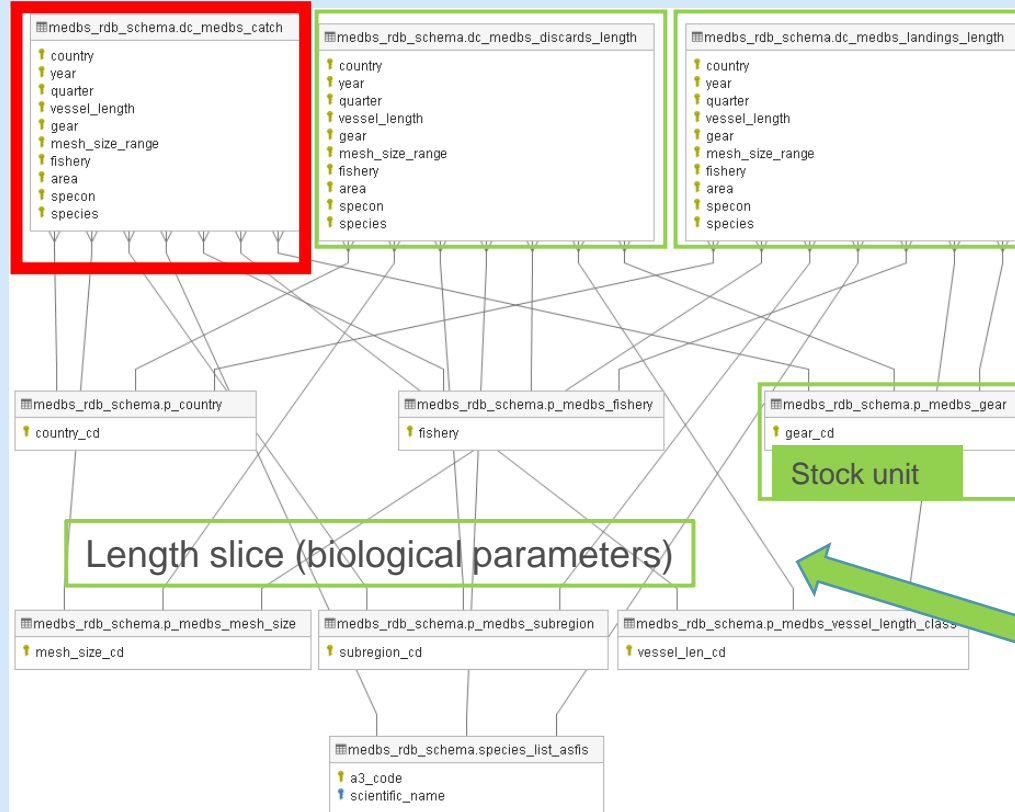 medbs_rdb_schema.dc_medbs_catch
country
year
quarter
vessel_length
gear
mesh_size_range
fishery
area
specon
species
medbs_rdb_schema.dc_medbs_discards_length
country
year
quarter
vessel_length
gear
mesh_size_range
fishery
area
specon
species
medbs_rdb_schema.dc_medbs_landings_length
country
year
quarter
vessel_length
gear
mesh_size_range
fishery
area
specon
species
medbs_rdb_schema.p_country
country_cd
medbs_rdb_schema.p_medbs_fishery
fishery
medbs_rdb_schema.p_medbs_gear
gear_cd
Stock unit
Length slice (biological parameters)
medbs_rdb_schema.p_medbs_mesh_size
mesh_size_cd
medbs_rdb_schema.p_medbs_subregion
subregion_cd
medbs_rdb_schema.p_medbs_vessel_length_class
vessel_len_cd
medbs_rdb_schema.species_list_asfis
a3_code
scientific_name